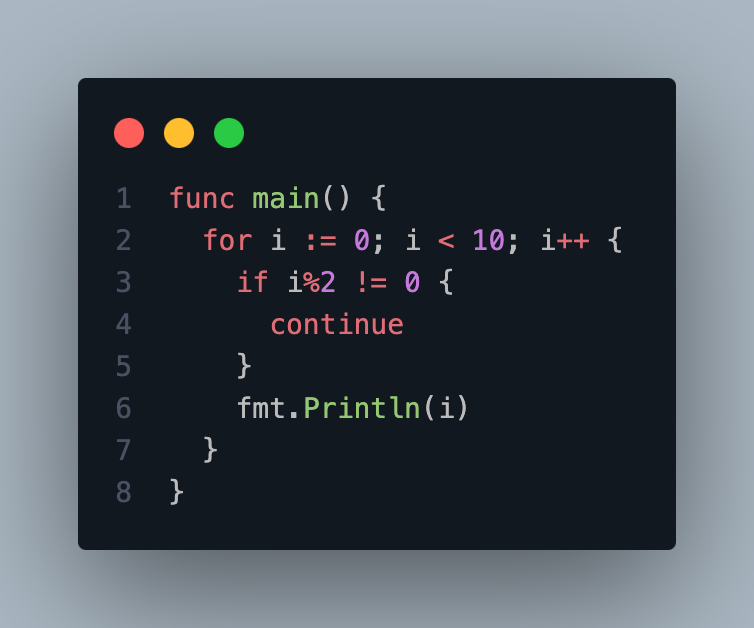 1 func main() {
2   for i := 0; i < 10; i++ {
3     if i%2 != 0 {
4       continue
5     }
6     fmt.Println(i)
7   }
8 }